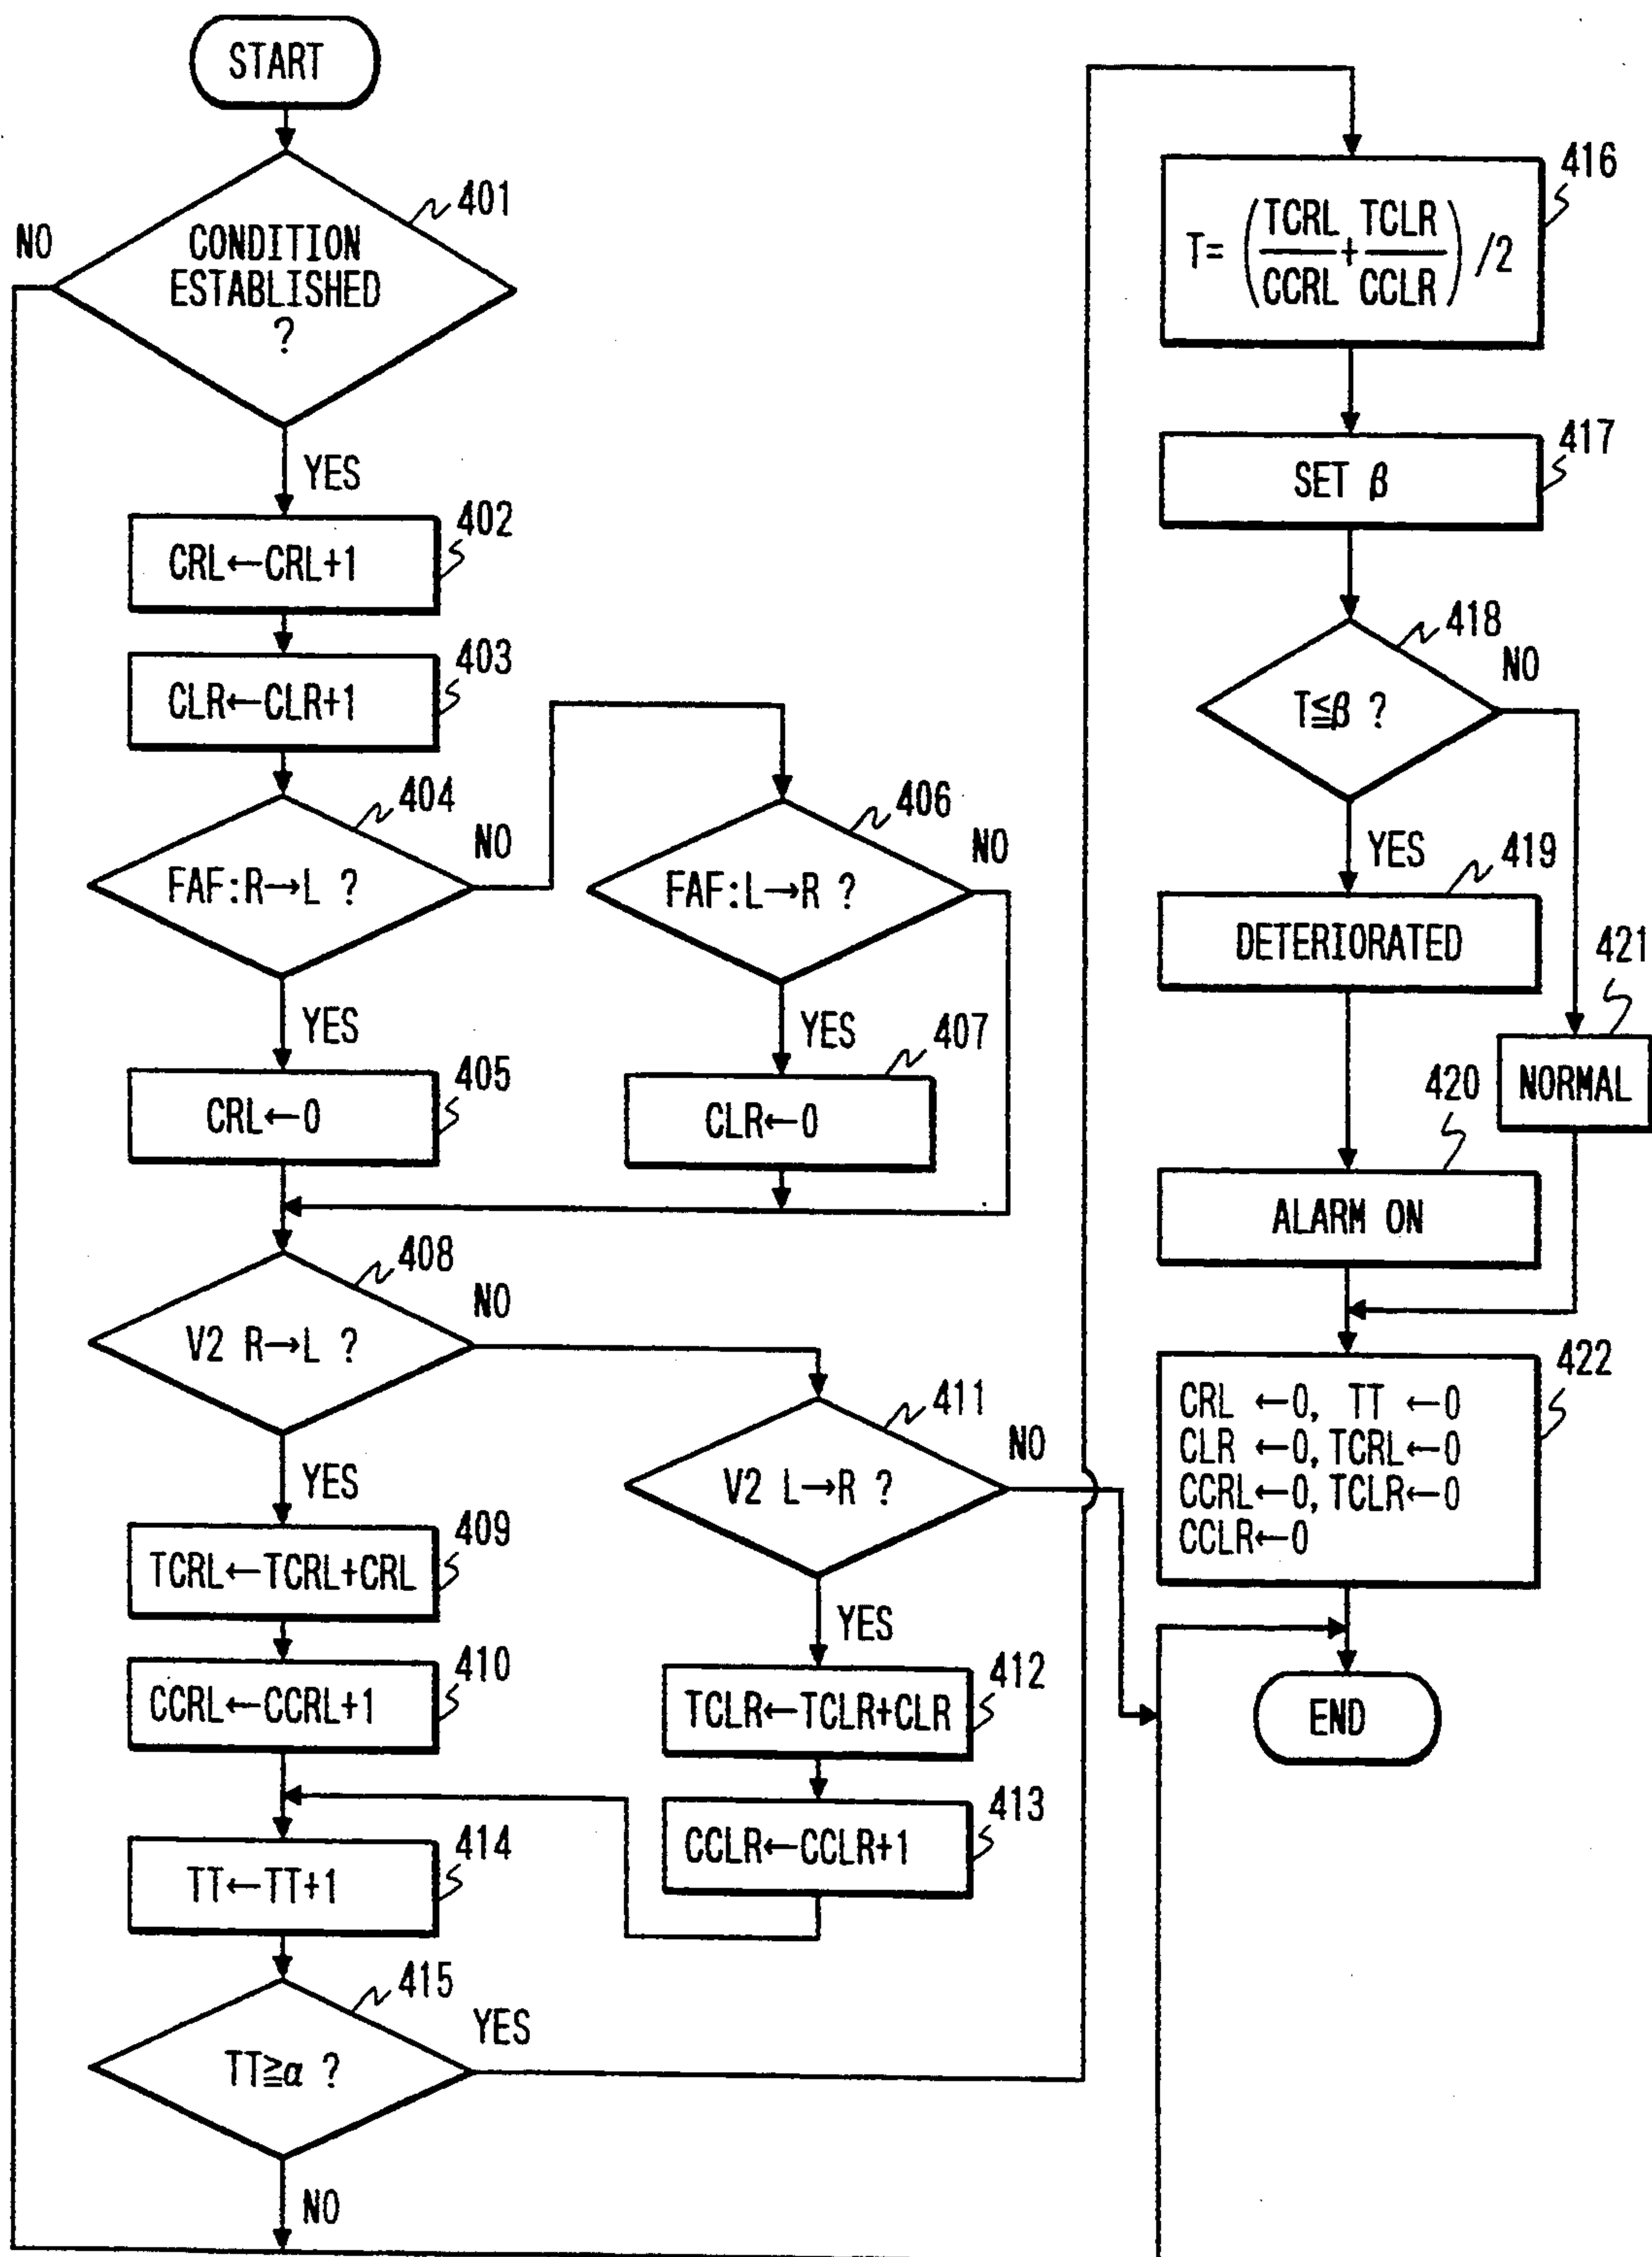 START
401
CONDITION
ESTABLISHED
?
NO
YES
402
CRL←CRL+1
403
CLR←CLR+1
404
FAF:R→L ?
NO
YES
405
CRL←0
406
FAF:L→R ?
NO
YES
407
CLR←0
408
V2 R→L ?
NO
YES
409
TCRL←TCRL+CRL
410
CCRL←CCRL+1
411
V2 L→R ?
NO
YES
412
TCLR←TCLR+CLR
413
CCLR←CCLR+1
414
TT←TT+1
415
TT≧α ?
YES
NO
416
T= (TCRL/CCRL + TCLR/CCLR) /2
417
SET β
418
T≦β ?
NO
YES
419
DETERIORATED
421
NORMAL
420
ALARM ON
422
CRL ←0, TT ←0
CLR ←0, TCRL←0
CCRL←0, TCLR←0
CCLR←0
END